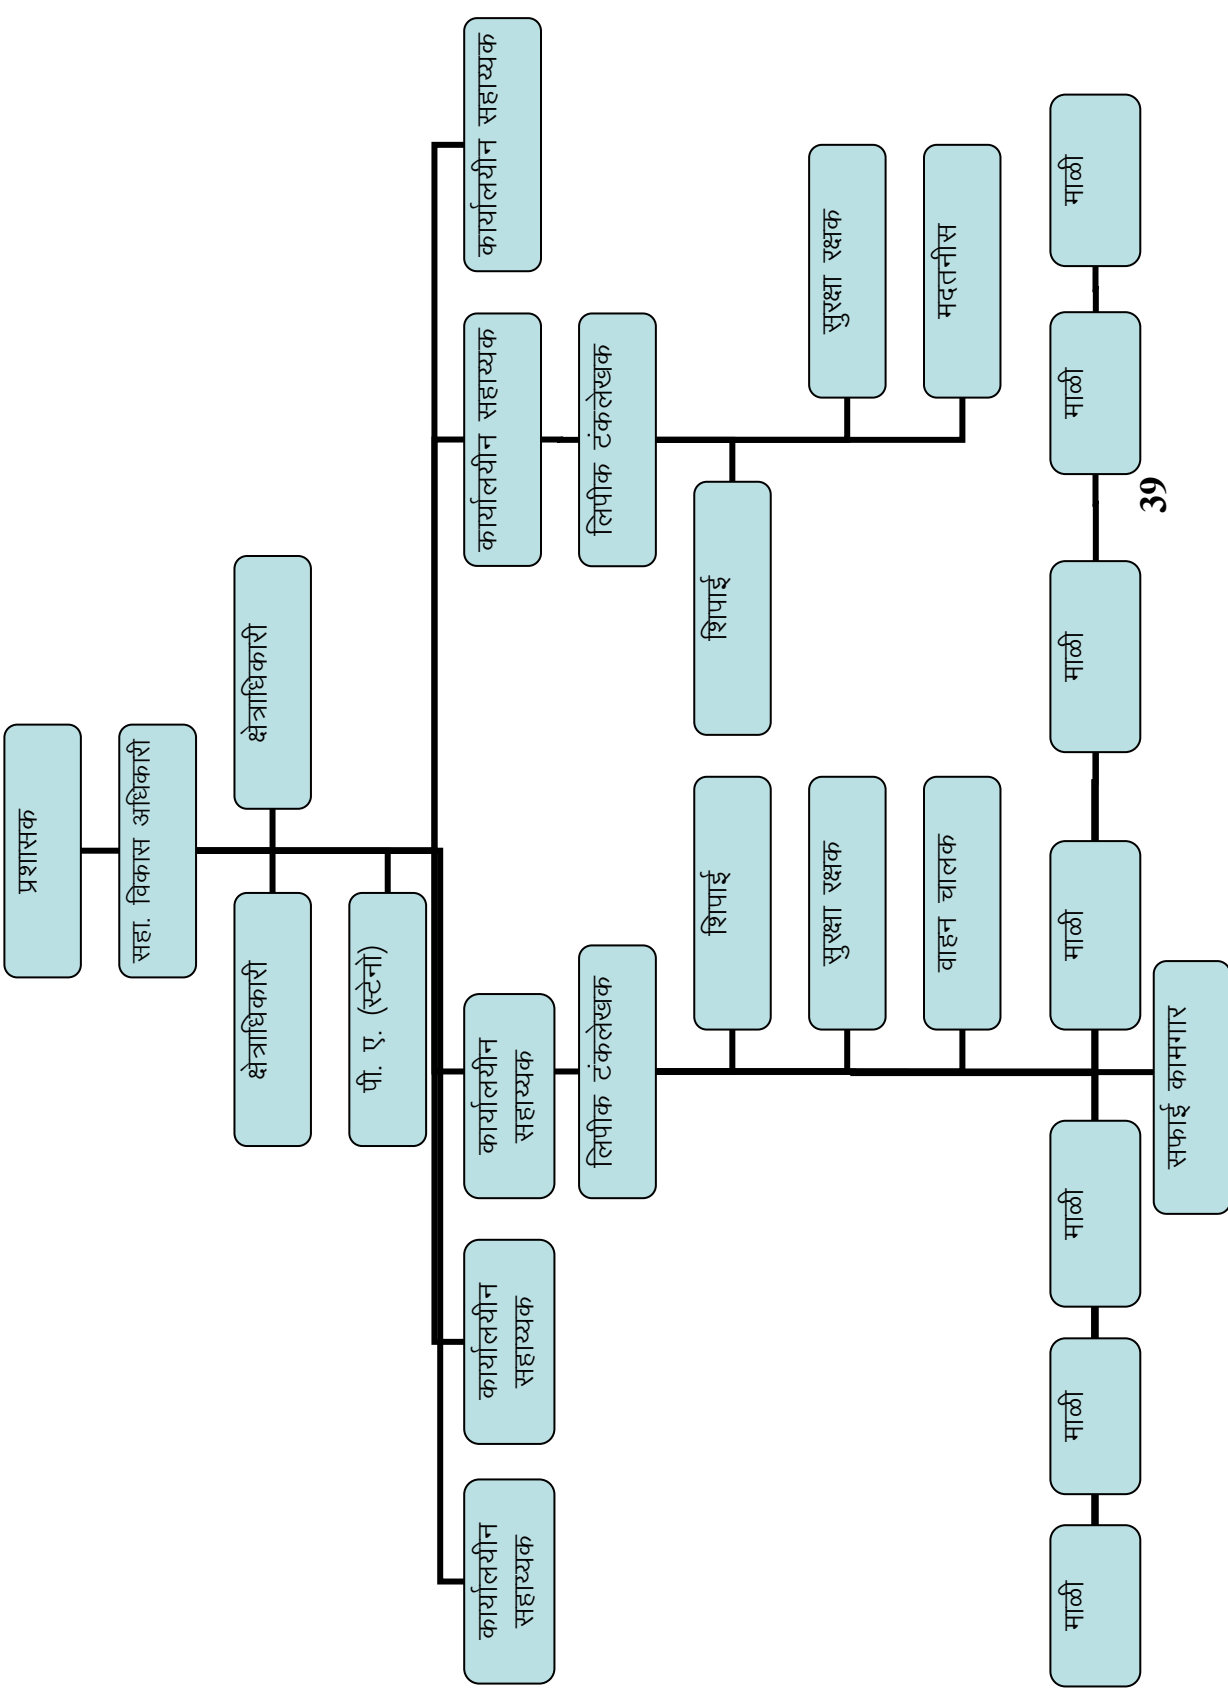 प्रशासक
सहा. विकास अधिकारी
क्षेत्राधिकारी
क्षेत्राधिकारी
पी. ए. (स्टेनो)
कार्यालयीन
सहाय्यक
कार्यालयीन
सहाय्यक
कार्यालयीन
सहाय्यक
कार्यालयीन सहाय्यक
कार्यालयीन सहाय्यक
लिपीक टंकलेखक
लिपीक टंकलेखक
शिपाई
शिपाई
सुरक्षा रक्षक
सुरक्षा रक्षक
वाहन चालक
मदतनीस
माळी
माळी
माळी
माळी
माळी
माळी
माळी
सफाई कामगार
39